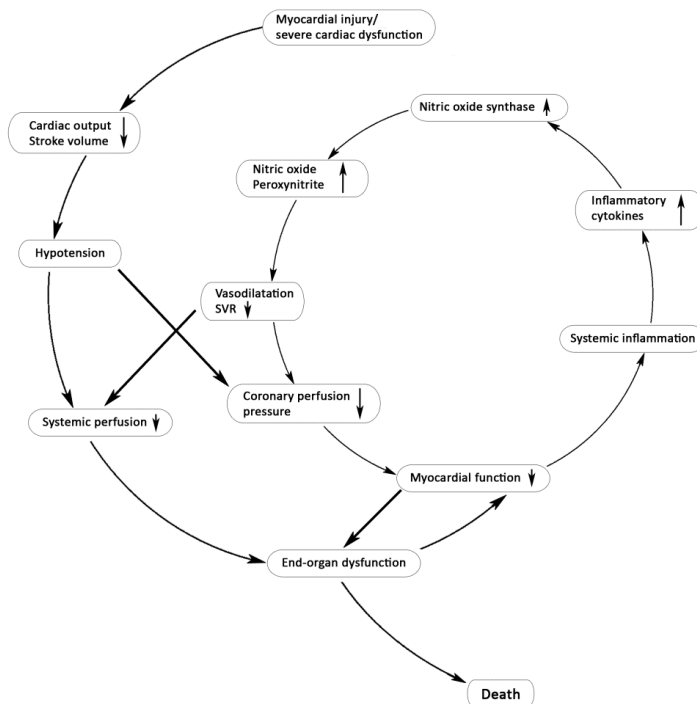 Myocardial injury/
severe cardiac dysfunction
Nitric oxide synthase
Cardiac output
Stroke volume
Nitric oxide
Peroxynitrite
Inflammatory
cytokines
Hypotension
Vasodilatation
SVR
Systemic inflammation
Coronary perfusion
pressure
Systemic perfusion
Myocardial function
End-organ dysfunction
Death